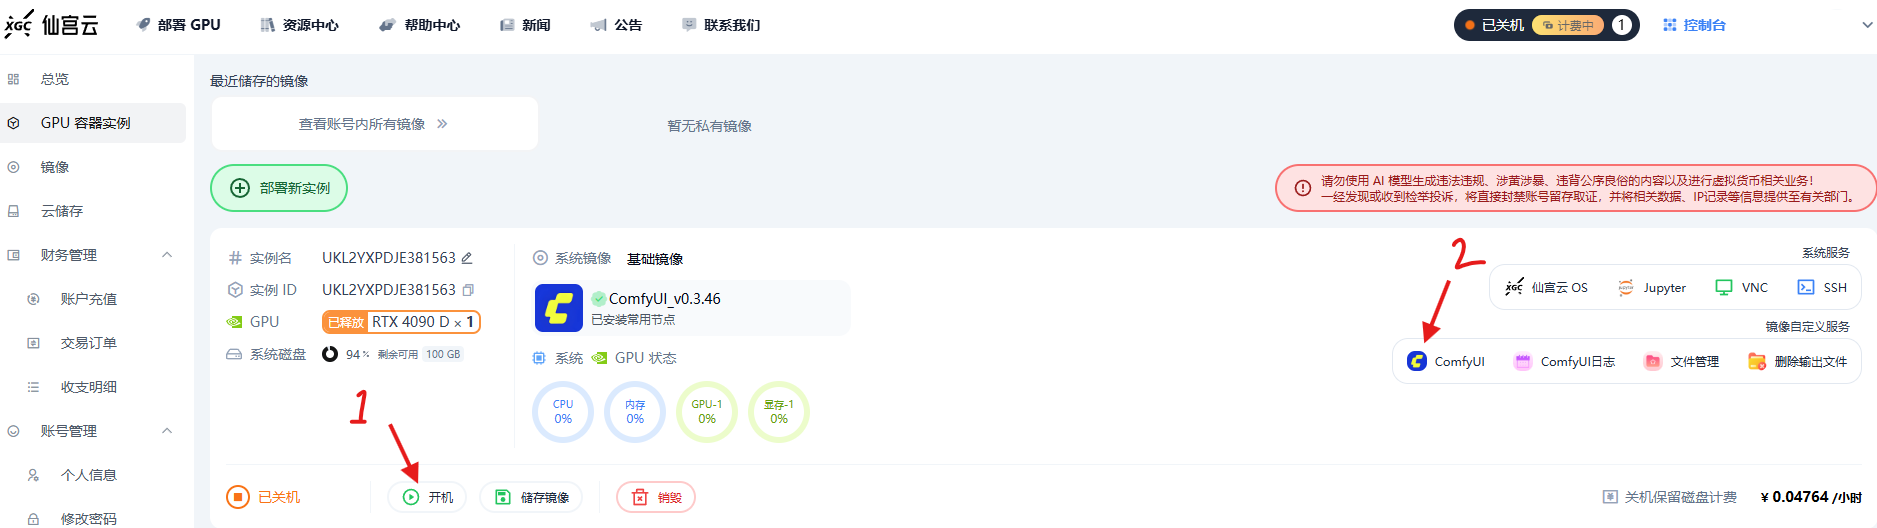 XGC 仙宫云
部署 GPU 资源中心 帮助中心 新闻 公告 联系我们
已关机 计费中 1 控制台
总览
GPU 容器实例
镜像
云储存
财务管理
账户充值
交易订单
收支明细
账号管理
个人信息
修改密码
最近储存的镜像
查看账号内所有镜像 »
暂无私有镜像
部署新实例
请勿使用 AI 模型生成违法违规、涉黄涉暴、违背公序良俗的内容以及进行虚拟货币相关业务！
一经发现或收到检举投诉，将直接封禁账号留存取证，并将相关数据、IP记录等信息提供至有关部门。
# 实例名 UKL2YXPDJE381563
实例 ID UKL2YXPDJE381563
GPU 已释放 RTX 4090 D × 1
系统磁盘 94 % 剩余可用 100 GB
系统镜像 基础镜像
ComfyUI_v0.3.46
已安装常用节点
系统 GPU 状态
CPU 0%
内存 0%
GPU-1 0%
显存-1 0%
2
系统服务
XGC 仙宫云 OS Jupyter VNC SSH
镜像自定义服务
ComfyUI ComfyUI日志 文件管理 删除输出文件
1
已关机 开机 储存镜像 销毁
关机保留磁盘计费 ¥ 0.04764 /小时